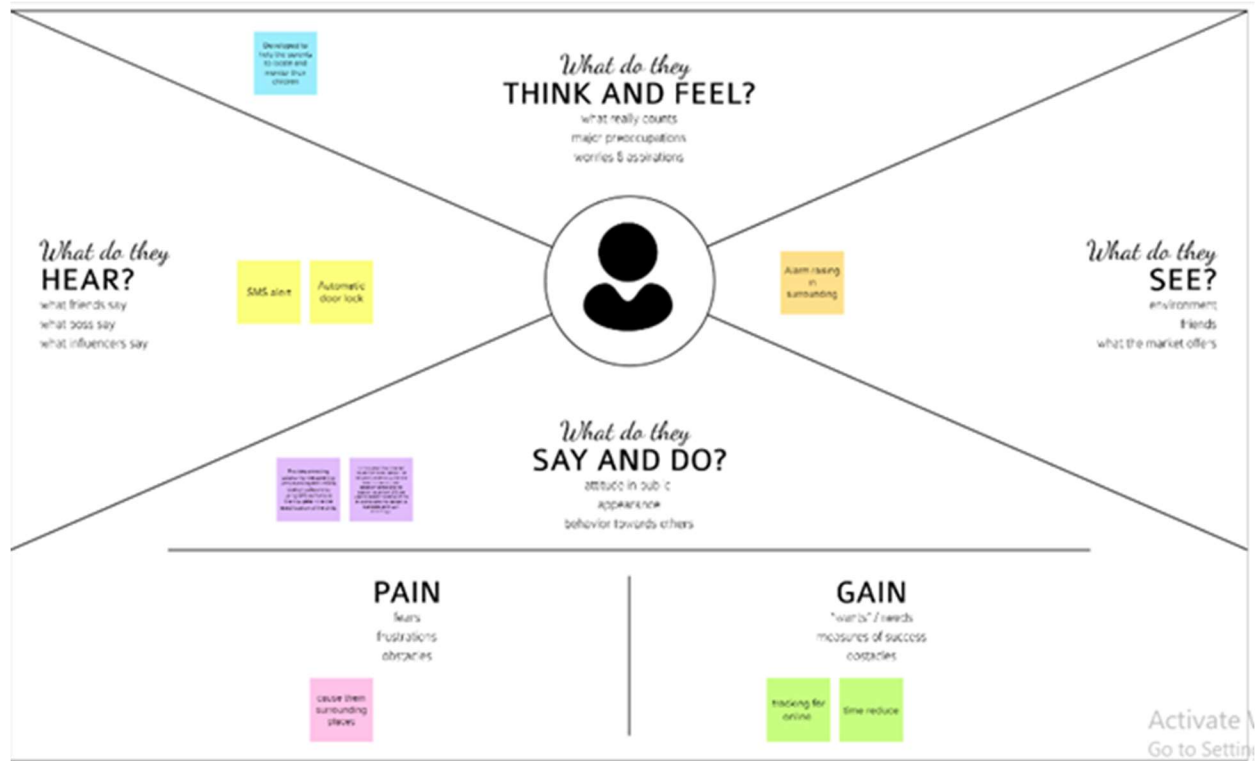 Developed to
help the parents
to locate and
monitor their
children
What do they
THINK AND FEEL?
what really counts
major preoccupations
worries & aspirations
What do they
HEAR?
what friends say
what boss say
what influencers say
SMS alert
Automatic
door lock
Alarm raising
in
surrounding
What do they
SEE?
environment
friends
what the market offers
What do they
SAY AND DO?
attitude in public
appearance
behavior towards others
PAIN
fears
frustrations
obstacles
cause them
surrounding
places
GAIN
"wants" / needs
measures of success
obstacles
tracking for
online
time reduce
Activate
Go to Settin